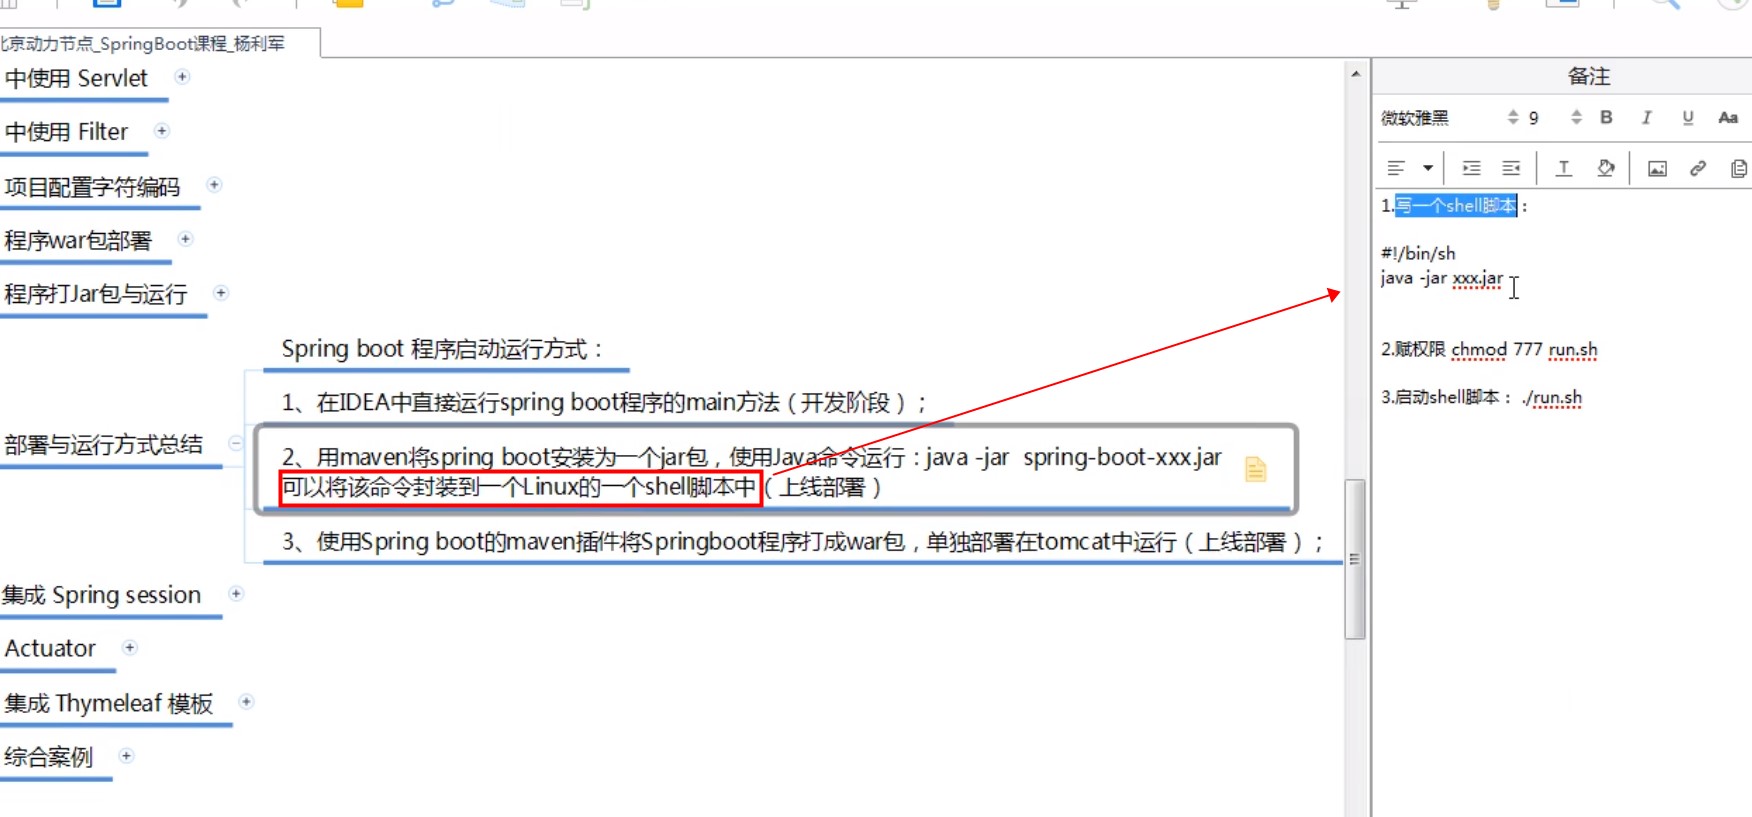 北京动力节点_SpringBoot课程_杨利军
中使用 Servlet
中使用 Filter
项目配置字符编码
程序war包部署
程序打Jar包与运行
部署与运行方式总结
Spring boot 程序启动运行方式：
1、在IDEA中直接运行spring boot程序的main方法（开发阶段）；
2、用maven将spring boot安装为一个jar包，使用Java命令运行：java -jar spring-boot-xxx.jar
可以将该命令封装到一个Linux的一个shell脚本中（上线部署）
3、使用Spring boot的maven插件将Springboot程序打成war包，单独部署在tomcat中运行（上线部署）；
集成 Spring session
Actuator
集成 Thymeleaf 模板
综合案例
备注
微软雅黑 9 B I U Aa
1.写一个shell脚本：
#!/bin/sh
java -jar xxx.jar
2.赋权限 chmod 777 run.sh
3.启动shell脚本：./run.sh